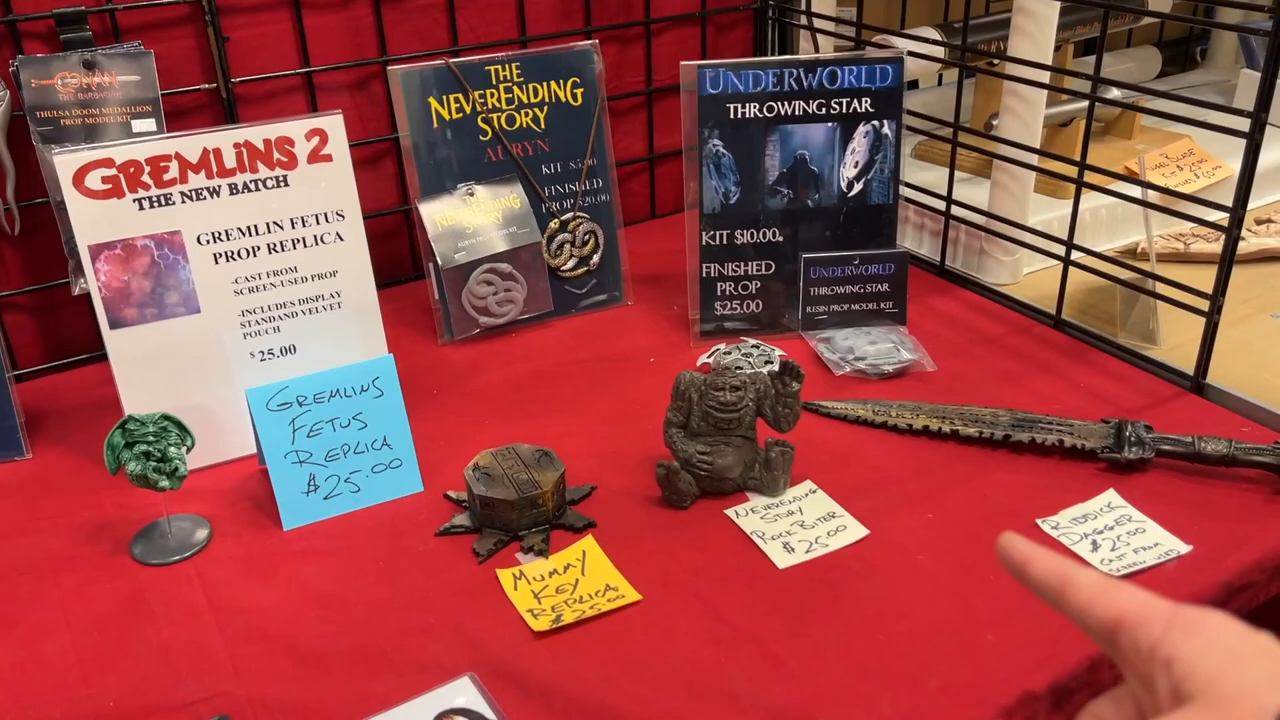 CONAN
THE BARBARIAN
THULSA DOOM MEDALLION
PROP MODEL KIT
GREMLINS 2
THE NEW BATCH
GREMLIN FETUS
PROP REPLICA
-CAST FROM
SCREEN-USED PROP
-INCLUDES DISPLAY
STANDAND VELVET
POUCH
$25.00
GREMLINS
FETUS
REPLICA
$25.00
THE
NEVERENDING
STORY
AURYN
KIT $5.00
FINISHED
PROP $20.00
NEVERENDING
STORY
UNDERWORLD
THROWING STAR
KIT $10.00
FINISHED
PROP
$25.00
UNDERWORLD
THROWING STAR
RESIN PROP MODEL KIT
MUMMY
KEY
REPLICA
$25.00
NEVERENDING
STORY
ROCK BITER
$25.00
RIDDICK
DAGGER
$25.00
CAST FROM
SCREEN-USED